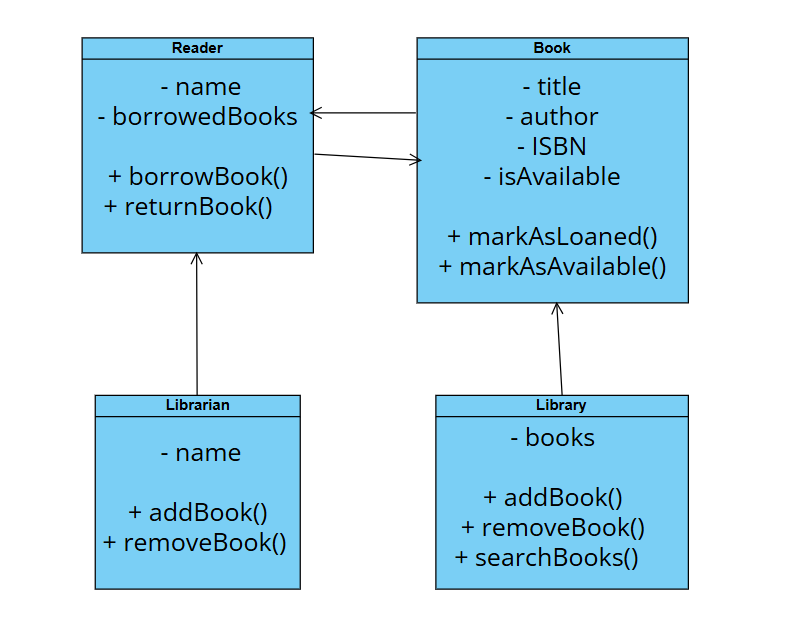 Reader
- name
- borrowedBooks
+ borrowBook()
+ returnBook()
Book
- title
- author
- ISBN
- isAvailable
+ markAsLoaned()
+ markAsAvailable()
Librarian
- name
+ addBook()
+ removeBook()
Library
- books
+ addBook()
+ removeBook()
+ searchBooks()